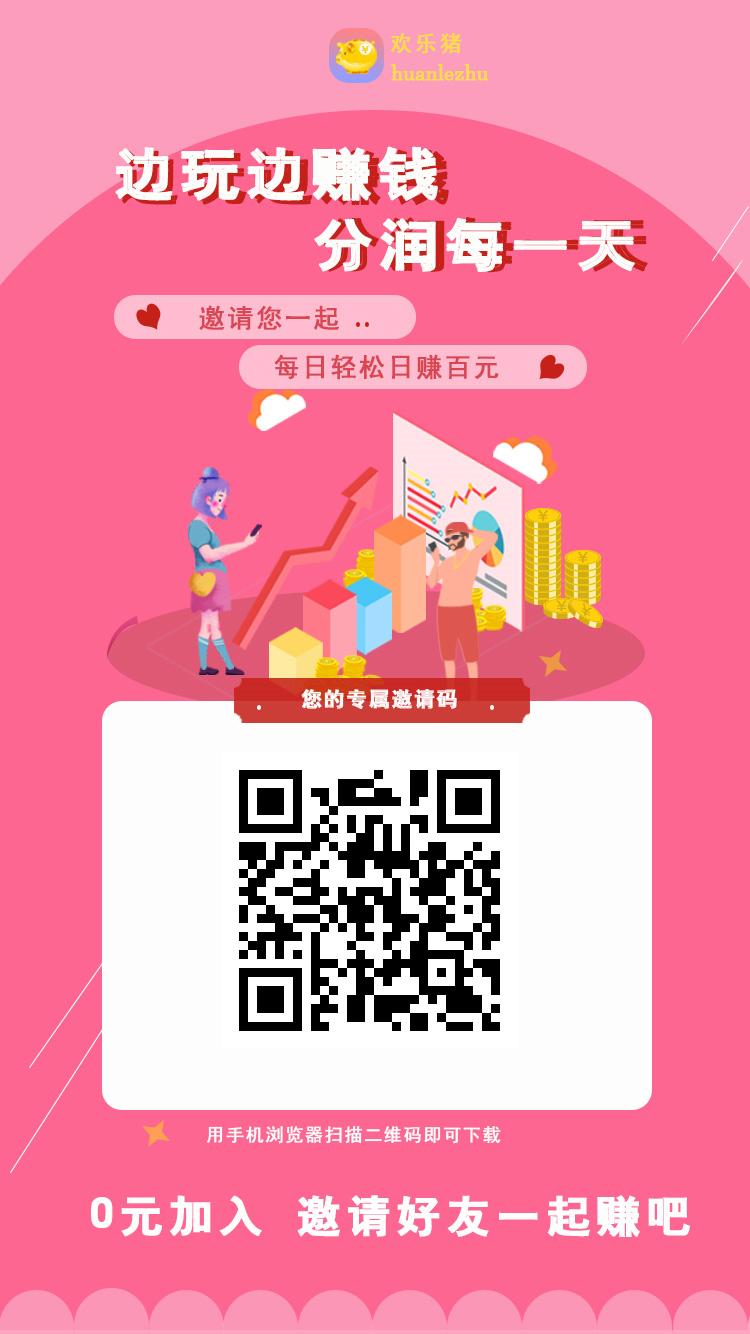 欢乐猪
huanlezhu
边玩边赚钱
分润每一天
邀请您一起 ..
每日轻松日赚百元
您的专属邀请码
用手机浏览器扫描二维码即可下载
0元加入 邀请好友一起赚吧